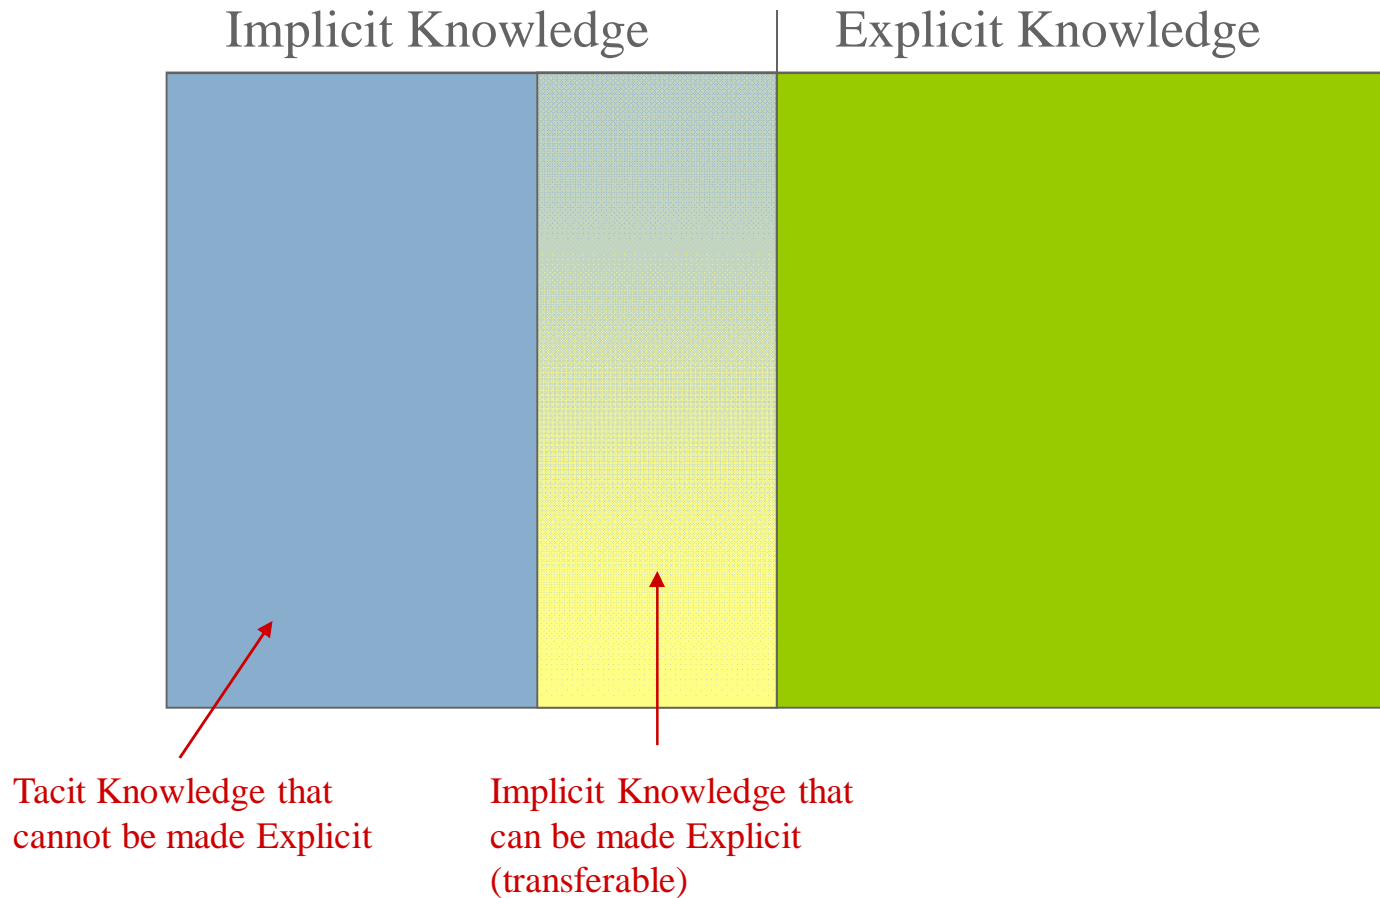 Implicit Knowledge
Explicit Knowledge
Tacit Knowledge that
cannot be made Explicit
Implicit Knowledge that
can be made Explicit
(transferable)